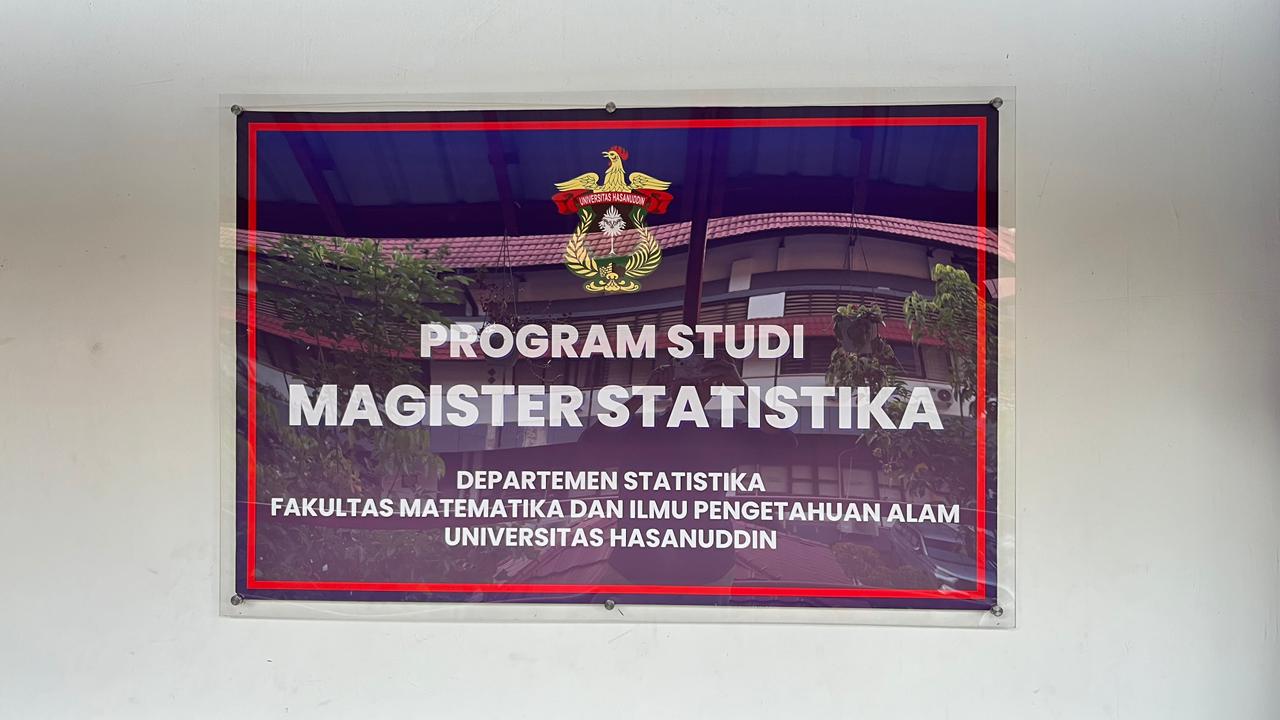 UNIVERSITAS HASANUDDIN
PROGRAM STUDI
MAGISTER STATISTIKA
DEPARTEMEN STATISTIKA
FAKULTAS MATEMATIKA DAN ILMU PENGETAHUAN ALAM
UNIVERSITAS HASANUDDIN